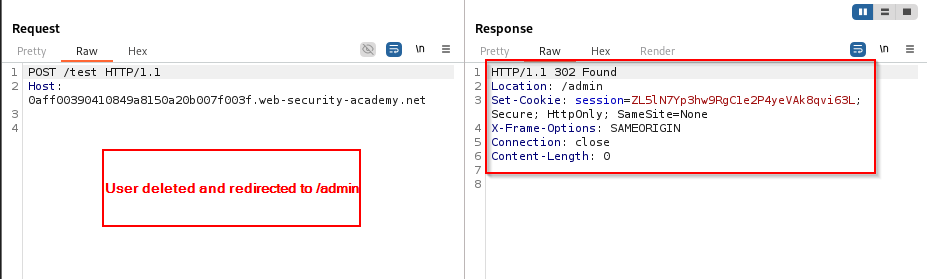 Request
Pretty Raw Hex \n
1 POST /test HTTP/1.1
2 Host:
0aff00390410849a8150a20b007f003f.web-security-academy.net
3
4
User deleted and redirected to /admin
Response
Pretty Raw Hex Render \n
1 HTTP/1.1 302 Found
2 Location: /admin
3 Set-Cookie: session=ZL5lN7Yp3hw9RgC1e2P4yeVAk8qvi63L;
Secure; HttpOnly; SameSite=None
4 X-Frame-Options: SAMEORIGIN
5 Connection: close
6 Content-Length: 0
7
8